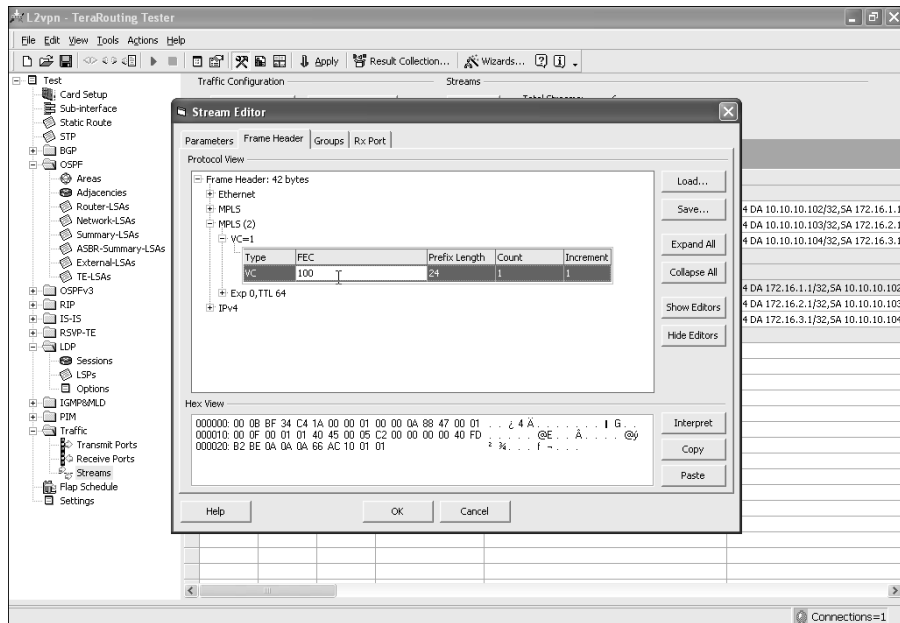 L2vpn - TeraRouting Tester
File Edit View Tools Actions Help
Apply Result Collection... Wizards...
Test
Card Setup
Sub-interface
Static Route
STP
BGP
OSPF
Areas
Adjacencies
Router-LSAs
Network-LSAs
Summary-LSAs
ASBR-Summary-LSAs
External-LSAs
TE-LSAs
OSPFv3
RIP
IS-IS
RSVP-TE
LDP
Sessions
LSPs
Options
IGMP&MLD
PIM
Traffic
Transmit Ports
Receive Ports
Streams
Flap Schedule
Settings
Traffic Configuration
Streams
Stream Editor
Parameters Frame Header Groups Rx Port
Protocol View
Frame Header: 42 bytes
Ethernet
MPLS
MPLS (2)
VC=1
Type FEC Prefix Length Count Increment
VC 100 24 1 1
Exp 0,TTL 64
IPv4
Load...
Save...
Expand All
Collapse All
Show Editors
Hide Editors
Hex View
000000: 00 0B BF 34 C4 1A 00 00 01 00 00 0A 88 47 00 01 . . ¿ 4 Ä . . . . . . . ▌ G . .
000010: 00 0F 00 01 01 40 45 00 05 C2 00 00 00 00 40 FD . . . . . @E . . Â . . . . @ý
000020: B2 BE 0A 0A 0A 66 AC 10 01 01 ² ¾ . . . f ¬ . . .
Interpret
Copy
Paste
Help OK Cancel
4 DA 10.10.10.102/32,SA 172.16.1.1
4 DA 10.10.10.103/32,SA 172.16.2.1
4 DA 10.10.10.104/32,SA 172.16.3.1
4 DA 172.16.1.1/32,SA 10.10.10.102
4 DA 172.16.2.1/32,SA 10.10.10.103
4 DA 172.16.3.1/32,SA 10.10.10.104
Connections=1